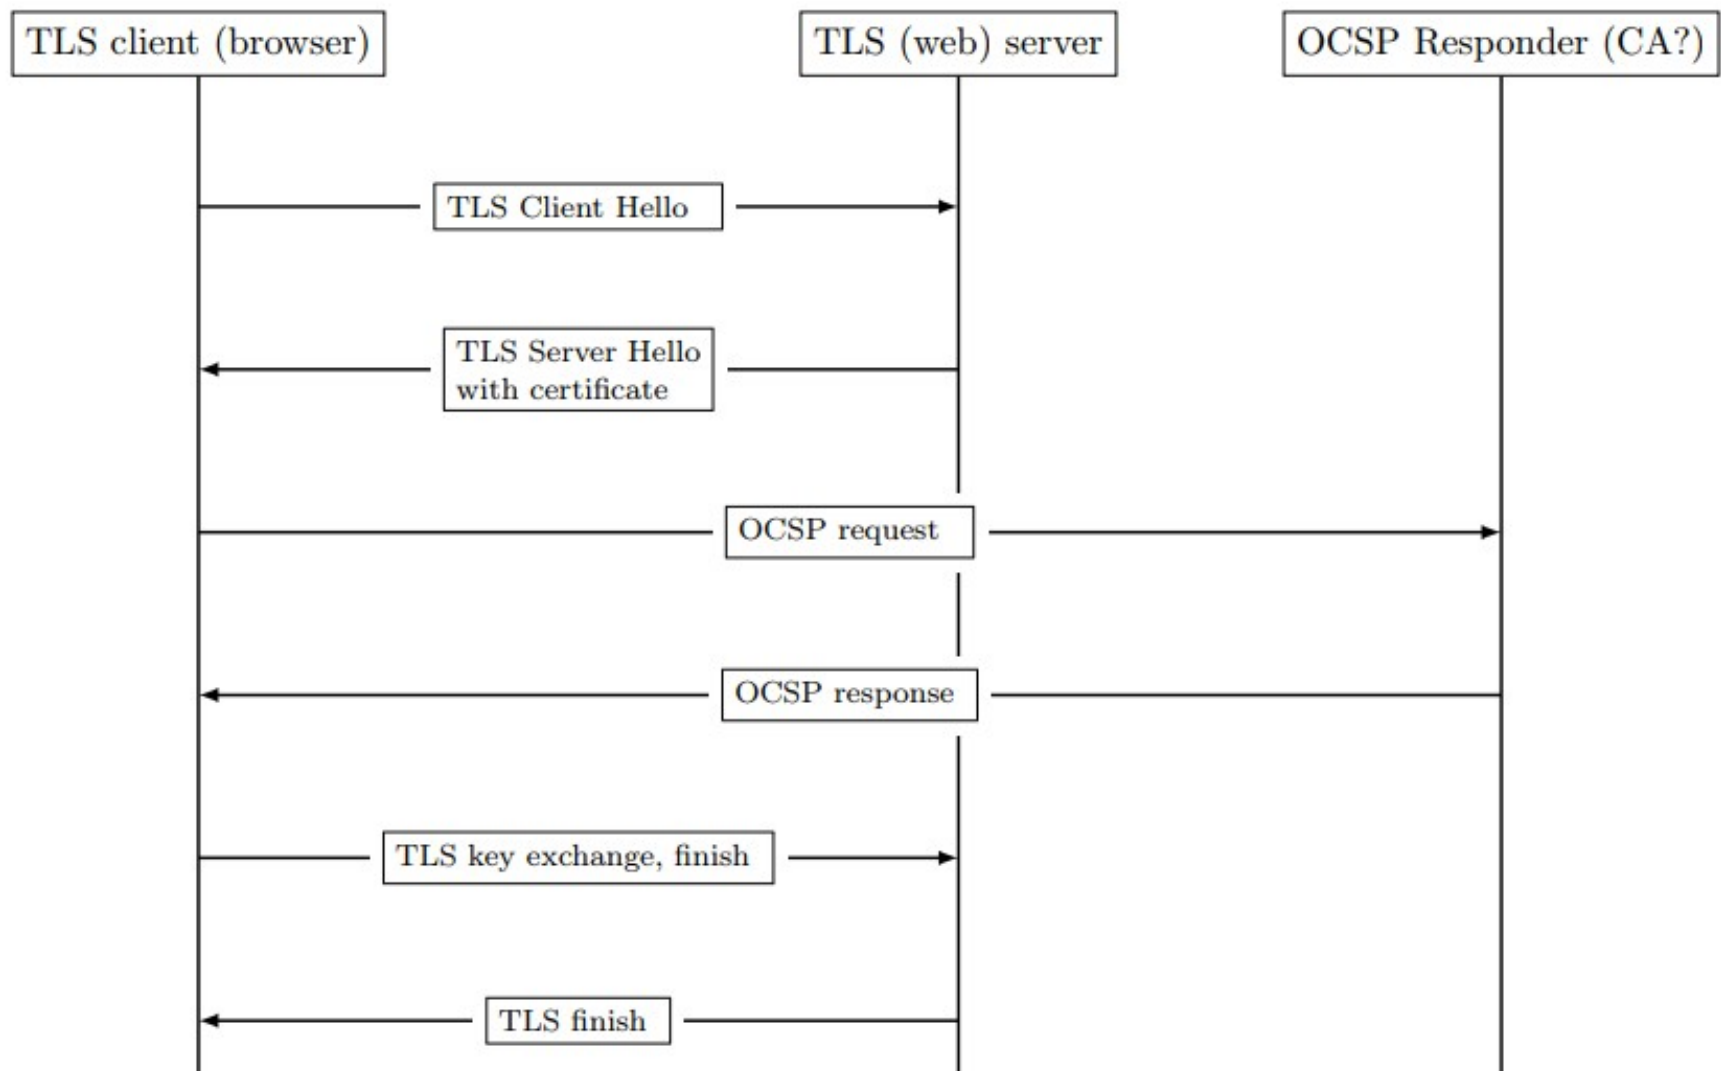 TLS client (browser)
TLS (web) server
OCSP Responder (CA?)
TLS Client Hello
TLS Server Hello
with certificate
OCSP request
OCSP response
TLS key exchange, finish
TLS finish